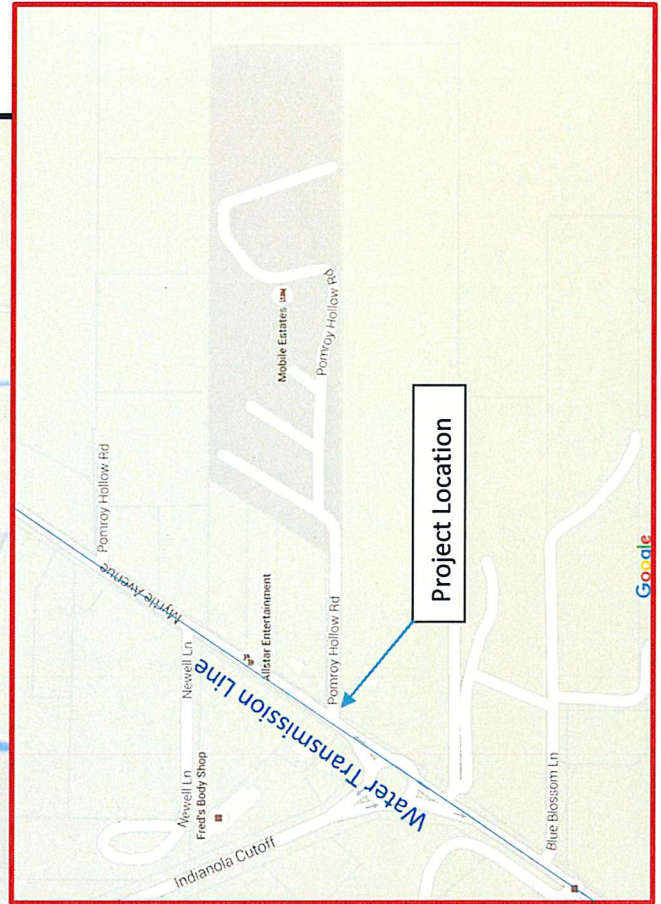 Pomroy Hollow Rd
Myrtle Avenue
Newell Ln
Newell Ln
Fred's Body Shop
Allstar Entertainment
Water Transmission Line
Indianola Cutoff
Mobile Estates
Pomroy Hollow Rd
Pomroy Hollow Rd
Project Location
Blue Blossom Ln
Google